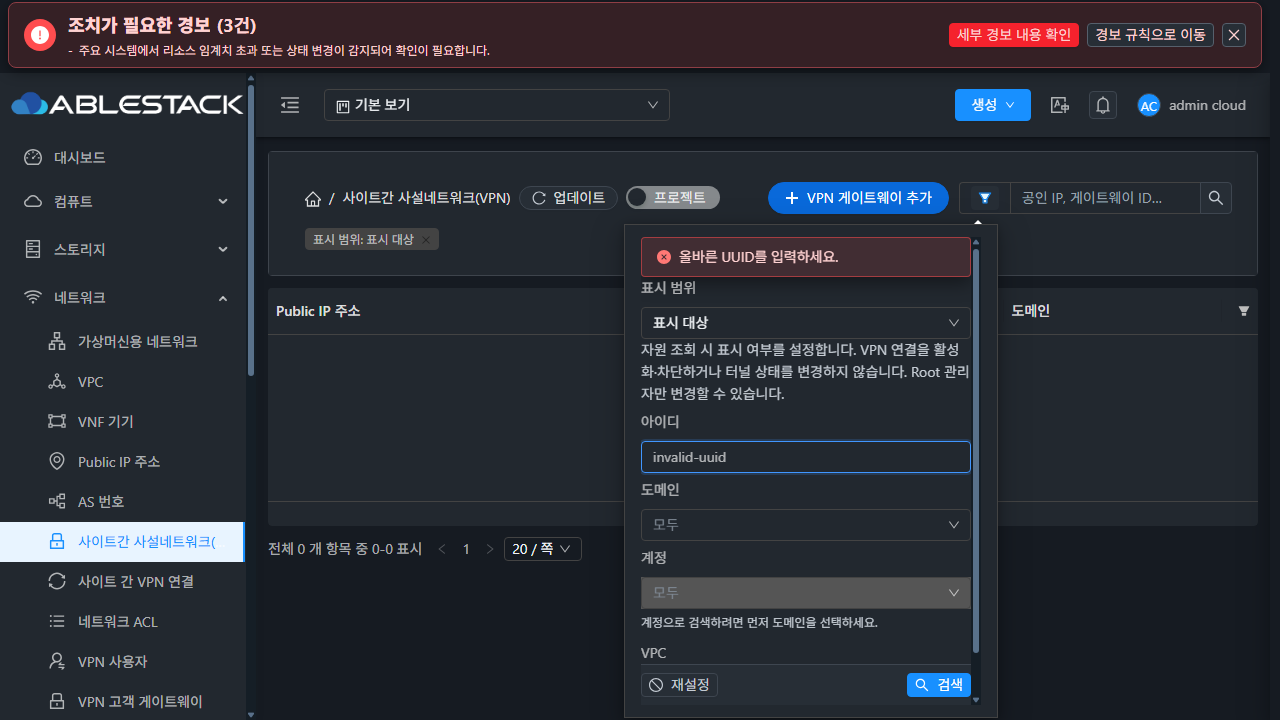 조치가 필요한 경보 (3건)
- 주요 시스템에서 리소스 임계치 초과 또는 상태 변경이 감지되어 확인이 필요합니다.
세부 경보 내용 확인
경보 규칙으로 이동
ABLESTACK
기본 보기
생성
AC
admin cloud
대시보드
컴퓨트
스토리지
네트워크
가상머신용 네트워크
VPC
VNF 기기
Public IP 주소
AS 번호
사이트간 사설네트워크(
사이트 간 VPN 연결
네트워크 ACL
VPN 사용자
VPN 고객 게이트웨이
/ 사이트간 사설네트워크(VPN)
업데이트
프로젝트
VPN 게이트웨이 추가
공인 IP, 게이트웨이 ID...
표시 범위: 표시 대상
Public IP 주소
도메인
전체 0 개 항목 중 0-0 표시
1
20 / 쪽
올바른 UUID를 입력하세요.
표시 범위
표시 대상
자원 조회 시 표시 여부를 설정합니다. VPN 연결을 활성
화·차단하거나 터널 상태를 변경하지 않습니다. Root 관리
자만 변경할 수 있습니다.
아이디
invalid-uuid
도메인
모두
계정
모두
계정으로 검색하려면 먼저 도메인을 선택하세요.
VPC
재설정
검색